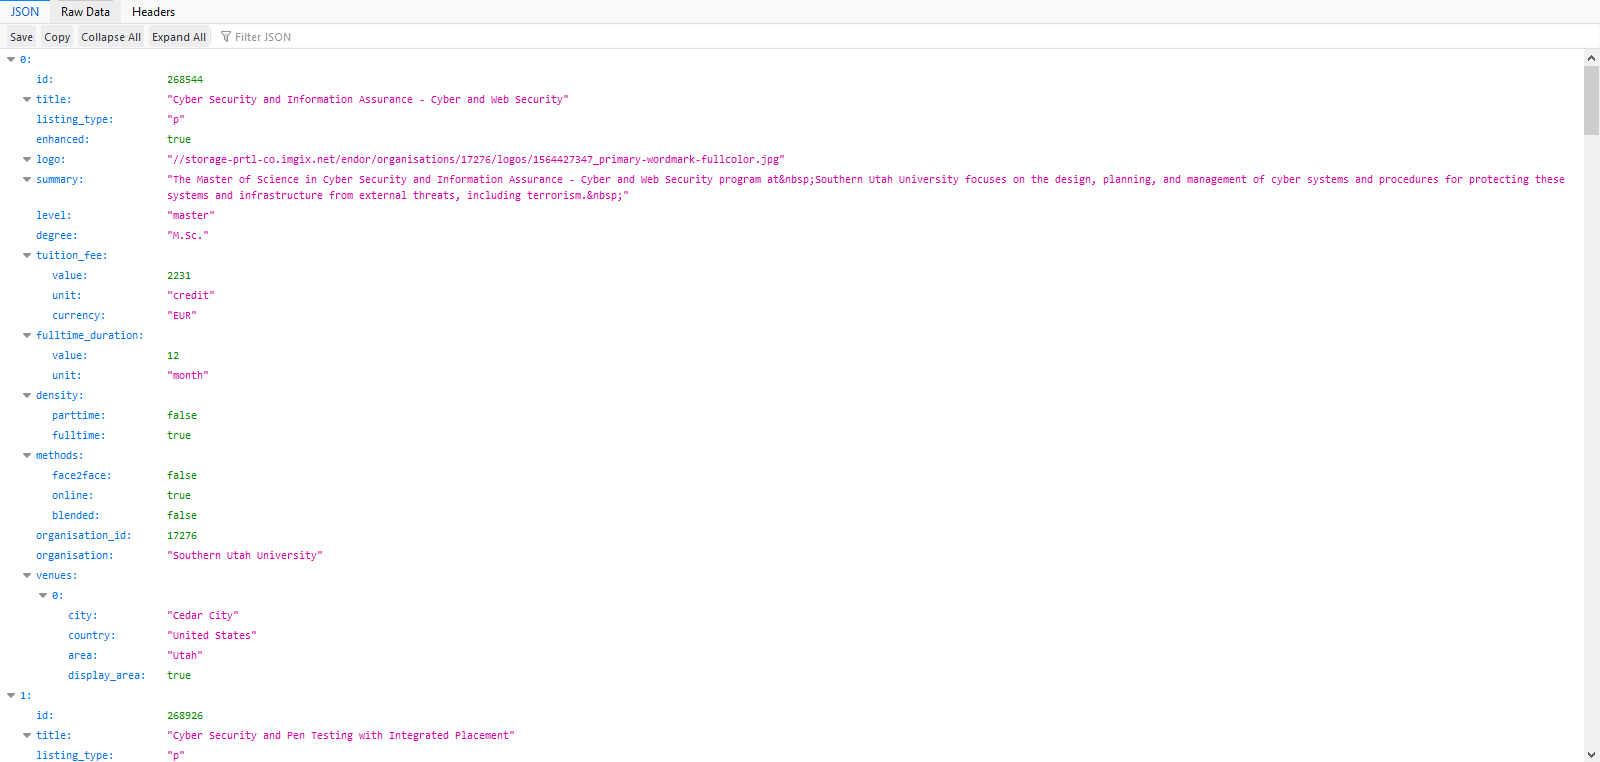 JSON Raw Data Headers
Save Copy Collapse All Expand All Filter JSON
0:
id: 268544
title: "Cyber Security and Information Assurance - Cyber and Web Security"
listing_type: "p"
enhanced: true
logo: "//storage-prtl-co.imgix.net/endor/organisations/17276/logos/1564427347_primary-wordmark-fullcolor.jpg"
summary: "The Master of Science in Cyber Security and Information Assurance - Cyber and Web Security program at&nbsp;Southern Utah University focuses on the design, planning, and management of cyber systems and procedures for protecting these
systems and infrastructure from external threats, including terrorism.&nbsp;"
level: "master"
degree: "M.Sc."
tuition_fee:
value: 2231
unit: "credit"
currency: "EUR"
fulltime_duration:
value: 12
unit: "month"
density:
parttime: false
fulltime: true
methods:
face2face: false
online: true
blended: false
organisation_id: 17276
organisation: "Southern Utah University"
venues:
0:
city: "Cedar City"
country: "United States"
area: "Utah"
display_area: true
1:
id: 268926
title: "Cyber Security and Pen Testing with Integrated Placement"
listing_type: "p"